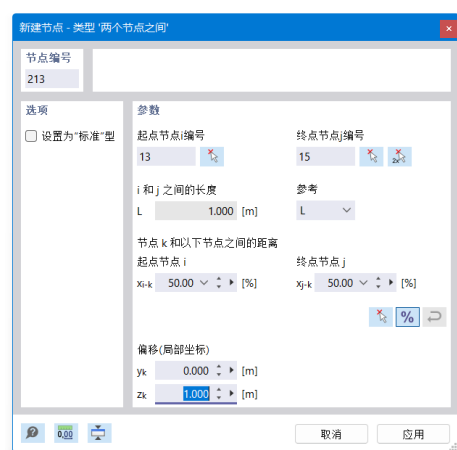 新建节点 - 类型 '两个节点之间'
节点编号
213
选项
设置为“标准”型
参数
起点节点i编号 终点节点j编号
13 15 2x
i 和 j 之间的长度 参考
L 1.000 [m] L
节点 k 和以下节点之间的距离
起点节点 i 终点节点 j
xi-k 50.00 [%] xj-k 50.00 [%]
%
偏移(局部坐标)
yk 0.000 [m]
zk 1.000 [m]
0,00 取消 应用